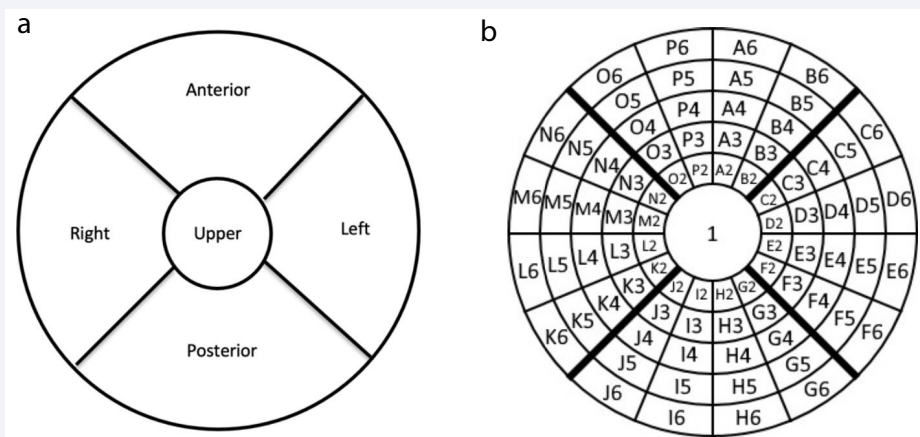 a
Anterior
Right
Upper
Left
Posterior
b
P6 A6
O6 B6
P5 A5
O5 B5
N6 C6
P4 A4
O4 B4
N5 C5
P3 A3
O3 B3
N4 C4
P2 A2
O2 B2
N3 C3
N2 C2
M6 M5 M4 M3 M2 D2 D3 D4 D5 D6
1
L6 L5 L4 L3 L2 E2 E3 E4 E5 E6
K2 F2
K3 F3
J2 I2 H2 G2
K4 F4
J3 G3
I3 H3
K5 F5
J4 G4
K6 F6
I4 H4
J5 G5
I5 H5
J6 G6
I6 H6